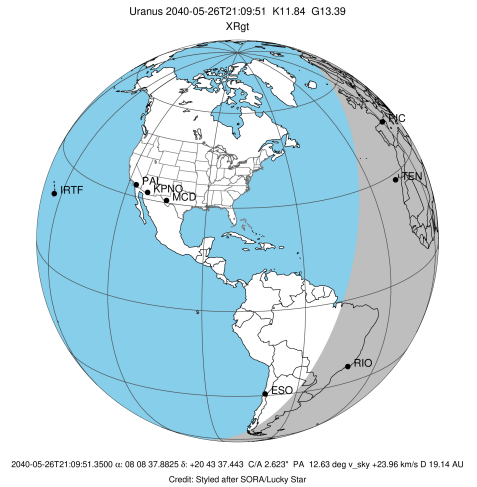 Uranus 2040-05-26T21:09:51 K11.84 G13.39
XRgt
PIC
TEN
PAL
KPNO
MCD
IRTF
RIO
ESO
2040-05-26T21:09:51.3500 α: 08 08 37.8825 δ: +20 43 37.443 C/A 2.623" PA 12.63 deg v_sky +23.96 km/s D 19.14 AU
Credit: Styled after SORA/Lucky Star